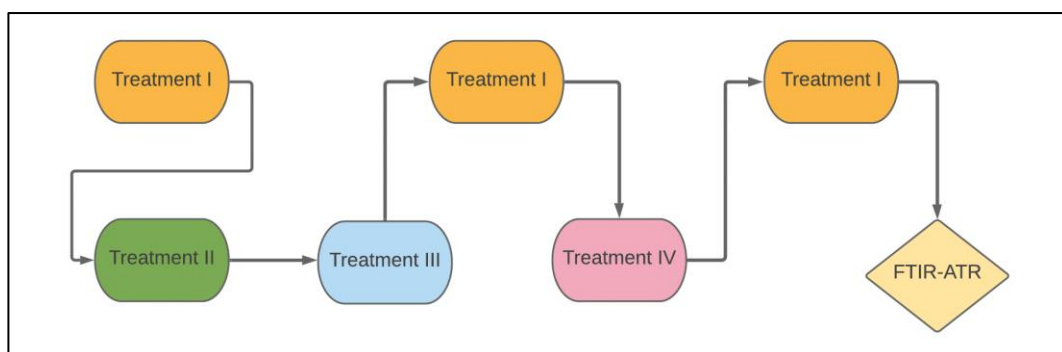 Treatment I
Treatment I
Treatment I
Treatment II
Treatment III
Treatment IV
FTIR-ATR